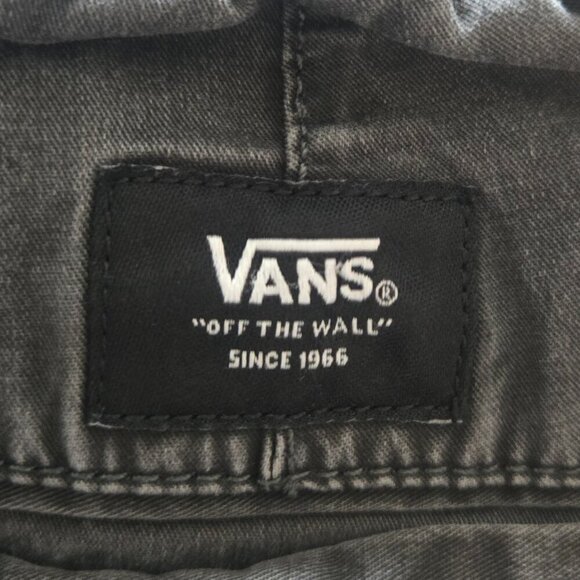 VANS®
"OFF THE WALL"
SINCE 1966